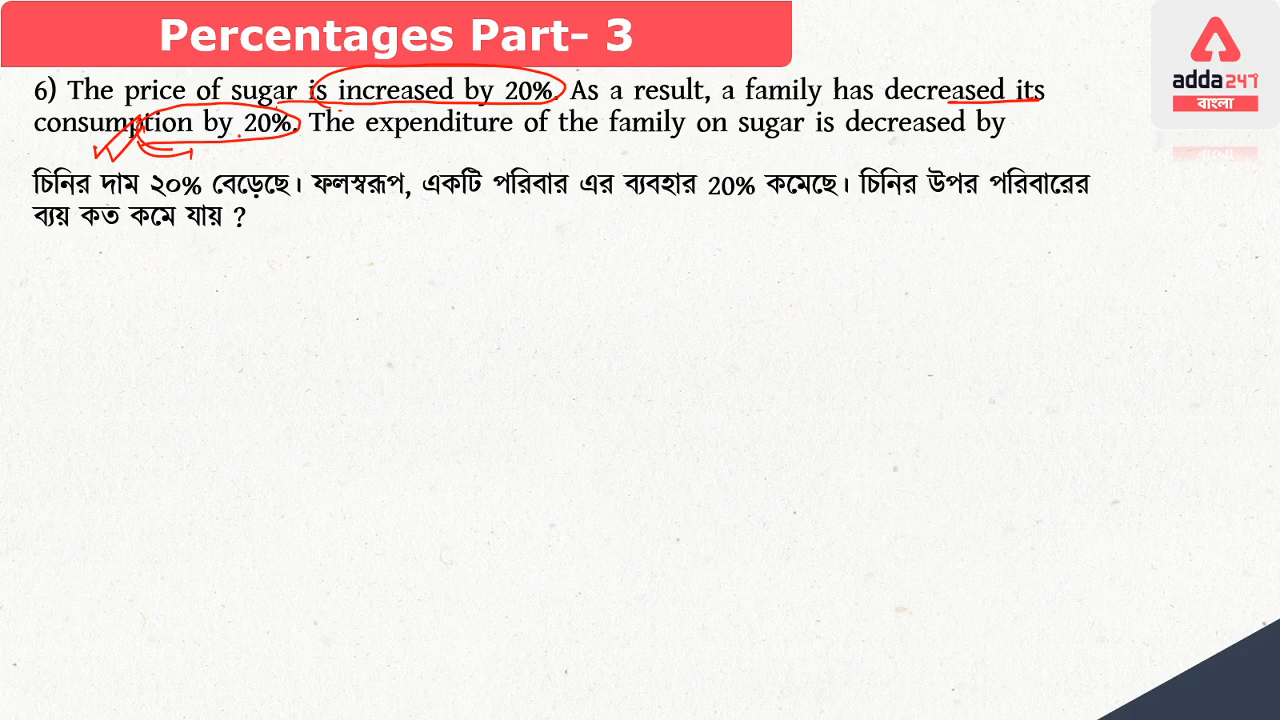 Percentages Part- 3
adda247
বাংলা
6) The price of sugar is increased by 20%. As a result, a family has decreased its
consumption by 20%. The expenditure of the family on sugar is decreased by
চিনির দাম ২০% বেড়েছে। ফলস্বরূপ, একটি পরিবার এর ব্যবহার 20% কমেছে। চিনির উপর পরিবারের
ব্যয় কত কমে যায় ?